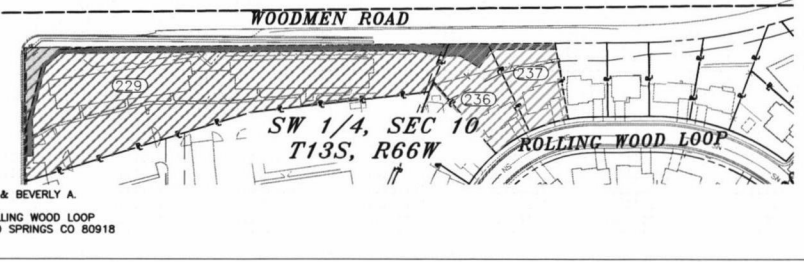 WOODMEN ROAD
229
237
236
SW 1/4, SEC 10
T13S, R66W
ROLLING WOOD LOOP
& BEVERLY A.
LING WOOD LOOP
SPRINGS CO 80918